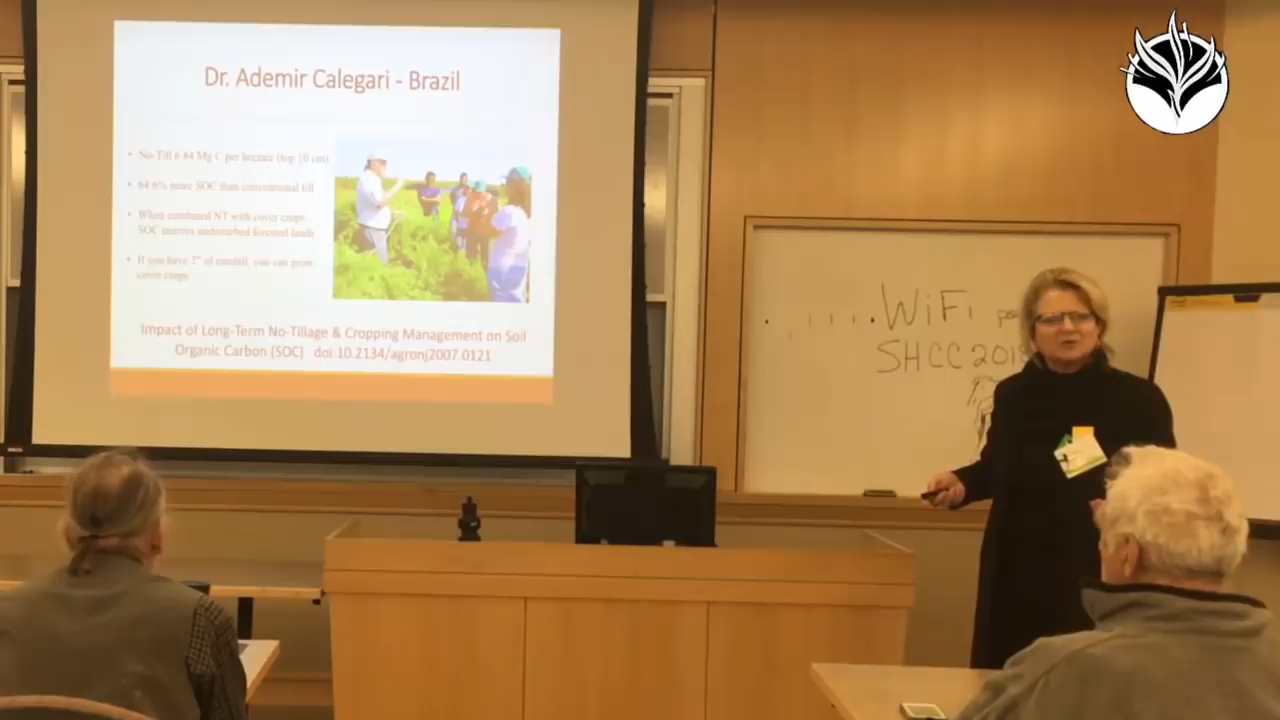 Dr. Ademir Calegari - Brazil
• No-Till 6.84 Mg C per hectare (top 10 cm)
• 64.6% more SOC than conventional till
• When combined NT with cover crops
SOC mirrors undisturbed forested lands
• If you have 2" of rainfall, you can grow
cover crops
Impact of Long-Term No-Tillage & Cropping Management on Soil
Organic Carbon (SOC) doi:10.2134/agronj2007.0121
WiFi
SHCC 2018